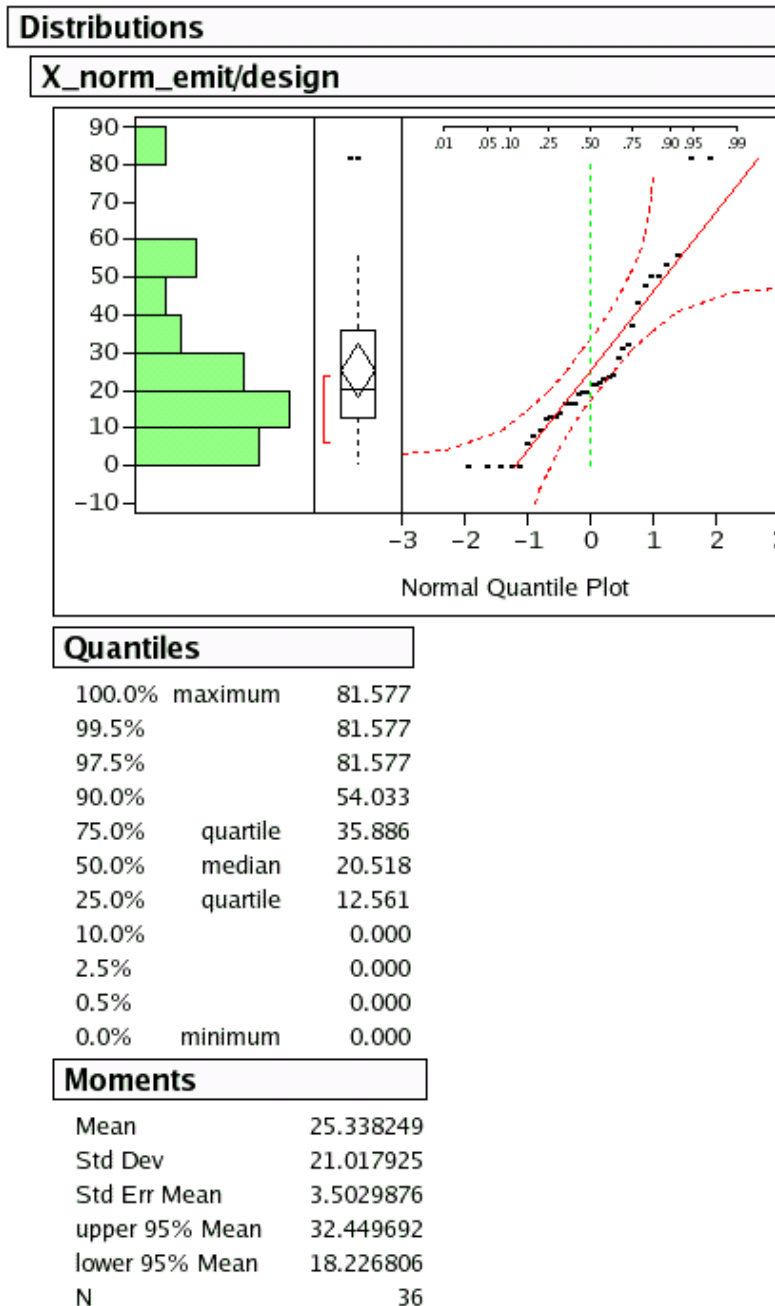 Distributions
X_norm_emit/design
90
80
70
60
50
40
30
20
10
0
−10
.01 .05 .10 .25 .50 .75 .90 .95 .99
−3 −2 −1 0 1 2
Normal Quantile Plot
Quantiles
100.0% maximum 81.577
99.5% 81.577
97.5% 81.577
90.0% 54.033
75.0% quartile 35.886
50.0% median 20.518
25.0% quartile 12.561
10.0% 0.000
2.5% 0.000
0.5% 0.000
0.0% minimum 0.000
Moments
Mean 25.338249
Std Dev 21.017925
Std Err Mean 3.5029876
upper 95% Mean 32.449692
lower 95% Mean 18.226806
N 36